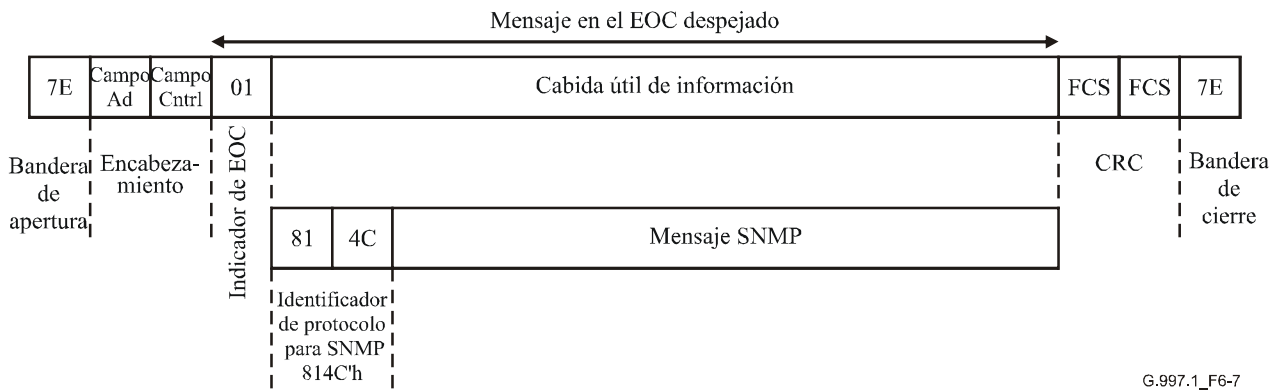 Mensaje en el EOC despejado
7E
Campo
Ad
Campo
Cntrl
01
Cabida útil de información
FCS
FCS
7E
Bandera
de
apertura
Encabeza-
miento
Indicador de EOC
CRC
Bandera
de
cierre
81
4C
Mensaje SNMP
Identificador
de protocolo
para SNMP
814C'h
G.997.1_F6-7